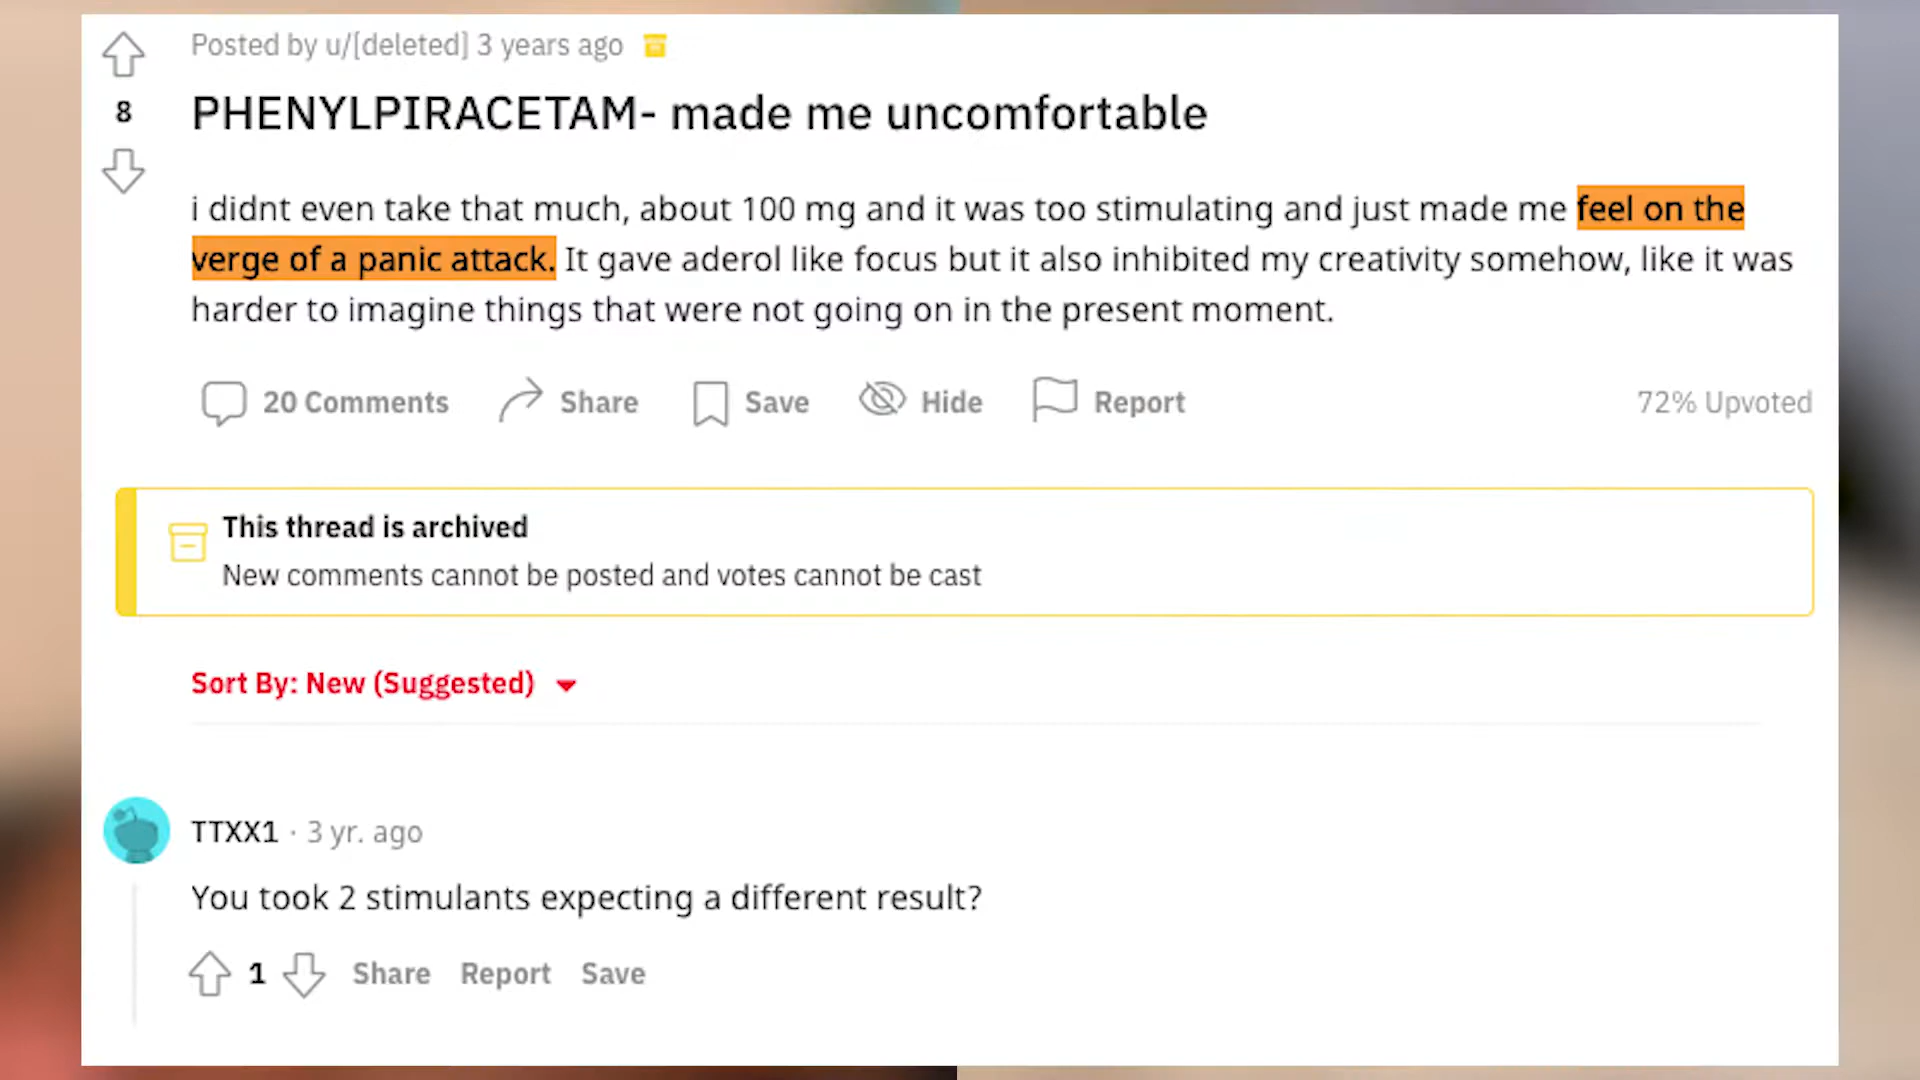 Posted by u/[deleted] 3 years ago
8
PHENYLPIRACETAM- made me uncomfortable
i didnt even take that much, about 100 mg and it was too stimulating and just made me feel on the
verge of a panic attack. It gave aderol like focus but it also inhibited my creativity somehow, like it was
harder to imagine things that were not going on in the present moment.
20 Comments Share Save Hide Report 72% Upvoted
This thread is archived
New comments cannot be posted and votes cannot be cast
Sort By: New (Suggested)
TTXX1 · 3 yr. ago
You took 2 stimulants expecting a different result?
1 Share Report Save